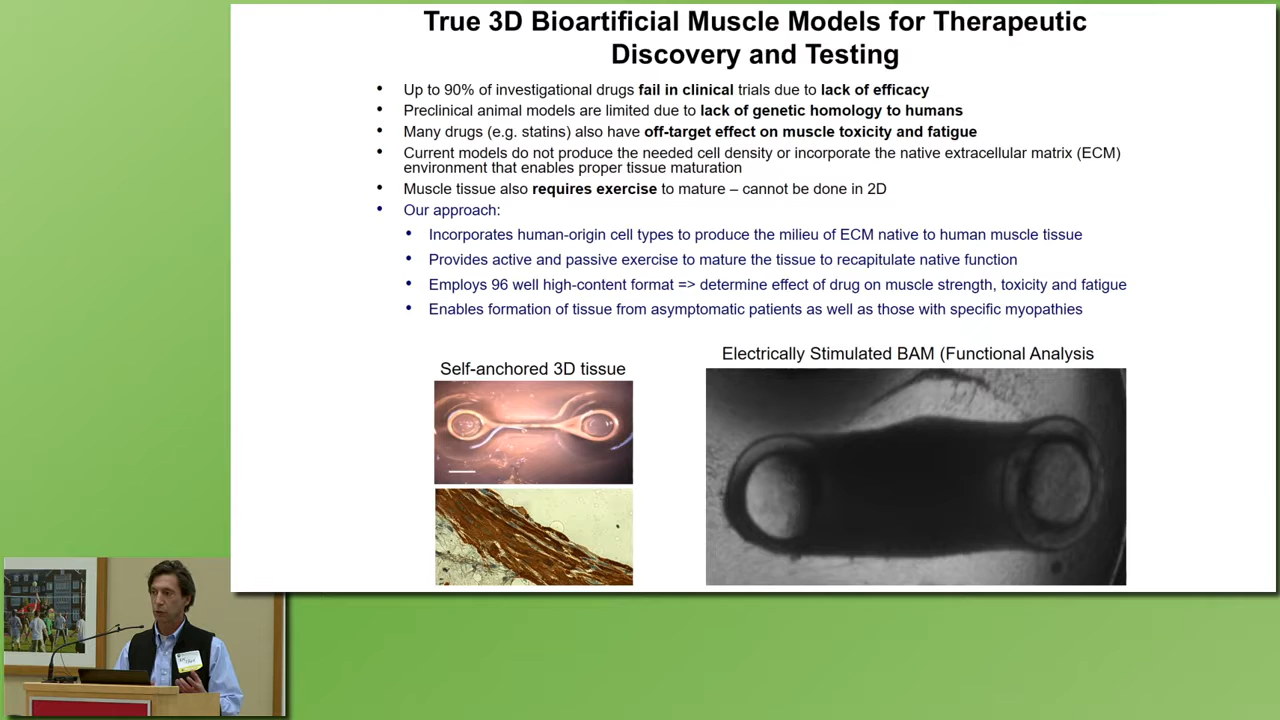 True 3D Bioartificial Muscle Models for Therapeutic
Discovery and Testing
• Up to 90% of investigational drugs fail in clinical trials due to lack of efficacy
• Preclinical animal models are limited due to lack of genetic homology to humans
• Many drugs (e.g. statins) also have off-target effect on muscle toxicity and fatigue
• Current models do not produce the needed cell density or incorporate the native extracellular matrix (ECM)
environment that enables proper tissue maturation
• Muscle tissue also requires exercise to mature – cannot be done in 2D
• Our approach:
• Incorporates human-origin cell types to produce the milieu of ECM native to human muscle tissue
• Provides active and passive exercise to mature the tissue to recapitulate native function
• Employs 96 well high-content format => determine effect of drug on muscle strength, toxicity and fatigue
• Enables formation of tissue from asymptomatic patients as well as those with specific myopathies
Self-anchored 3D tissue
Electrically Stimulated BAM (Functional Analysis